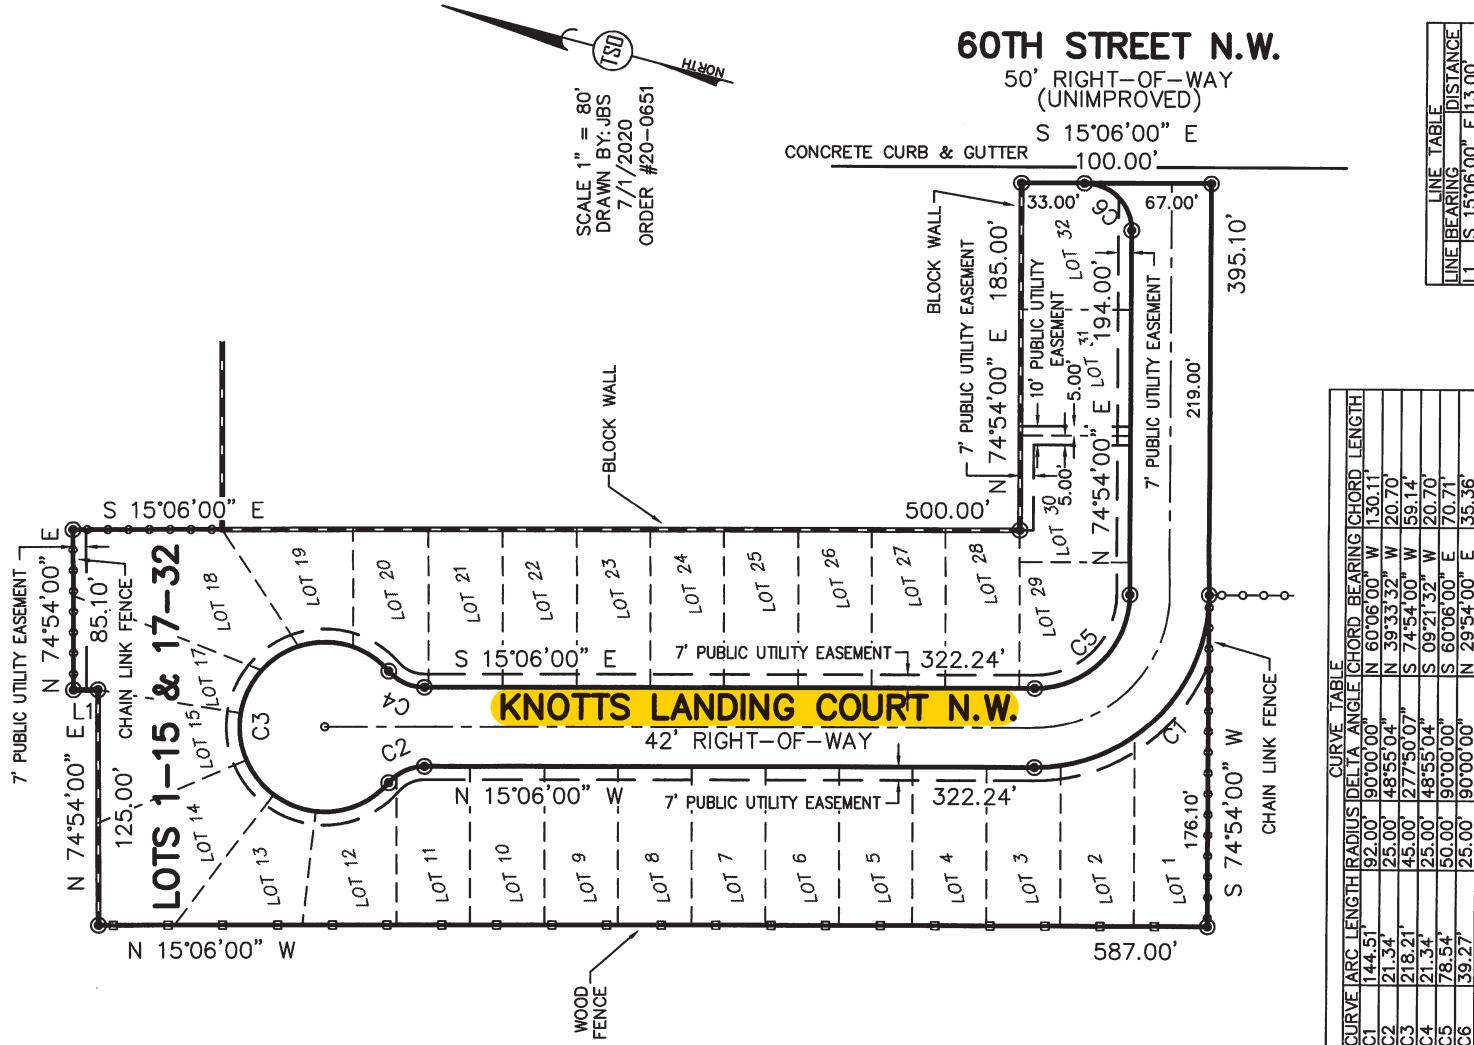 60TH STREET N.W.
50' RIGHT-OF-WAY
(UNIMPROVED)
S 15°06'00" E
100.00'
CONCRETE CURB & GUTTER
NORTH
TSO
SCALE 1" = 80'
DRAWN BY: JBS
7/1/2020
ORDER #20-0651
LINE TABLE
LINE BEARING DISTANCE
L1 S 15°06'00" E 13.00'
33.00'
C6
67.00'
BLOCK WALL
7' PUBLIC UTILITY EASEMENT
N 74°54'00" E 185.00'
10' PUBLIC UTILITY
EASEMENT
LOT 32
LOT 31
LOT 30
5.00'
5.00'
N 74°54'00" E 194.00'
7' PUBLIC UTILITY EASEMENT
219.00'
395.10'
BLOCK WALL
S 15°06'00" E
500.00'
7' PUBLIC UTILITY EASEMENT
N 74°54'00" E
85.10'
CHAIN LINK FENCE
LOTS 1-15 & 17-32
LOT 18
LOT 19
LOT 20
LOT 21
LOT 22
LOT 23
LOT 24
LOT 25
LOT 26
LOT 27
LOT 28
LOT 29
LOT 17
LOT 15
LOT 14
S 15°06'00" E
7' PUBLIC UTILITY EASEMENT
322.24'
C5
C4
C3
C2
KNOTTS LANDING COURT N.W.
42' RIGHT-OF-WAY
C1
N 15°06'00" W
7' PUBLIC UTILITY EASEMENT
322.24'
N 74°54'00" E
L1
125.00'
LOT 13
LOT 12
LOT 11
LOT 10
LOT 9
LOT 8
LOT 7
LOT 6
LOT 5
LOT 4
LOT 3
LOT 2
LOT 1
176.10'
S 74°54'00" W
CHAIN LINK FENCE
N 15°06'00" W
587.00'
WOOD
FENCE
CURVE TABLE
CURVE ARC LENGTH RADIUS DELTA ANGLE CHORD BEARING CHORD LENGTH
C1 144.51' 92.00' 90°00'00" N 60°06'00" W 130.11'
C2 21.34' 25.00' 48°55'04" N 39°33'32" W 20.70'
C3 218.21' 45.00' 277°50'07" S 74°54'00" W 59.14'
C4 21.34' 25.00' 48°55'04" S 09°21'32" W 20.70'
C5 78.54' 50.00' 90°00'00" S 60°06'00" E 70.71'
C6 39.27' 25.00' 90°00'00" N 29°54'00" E 35.36'